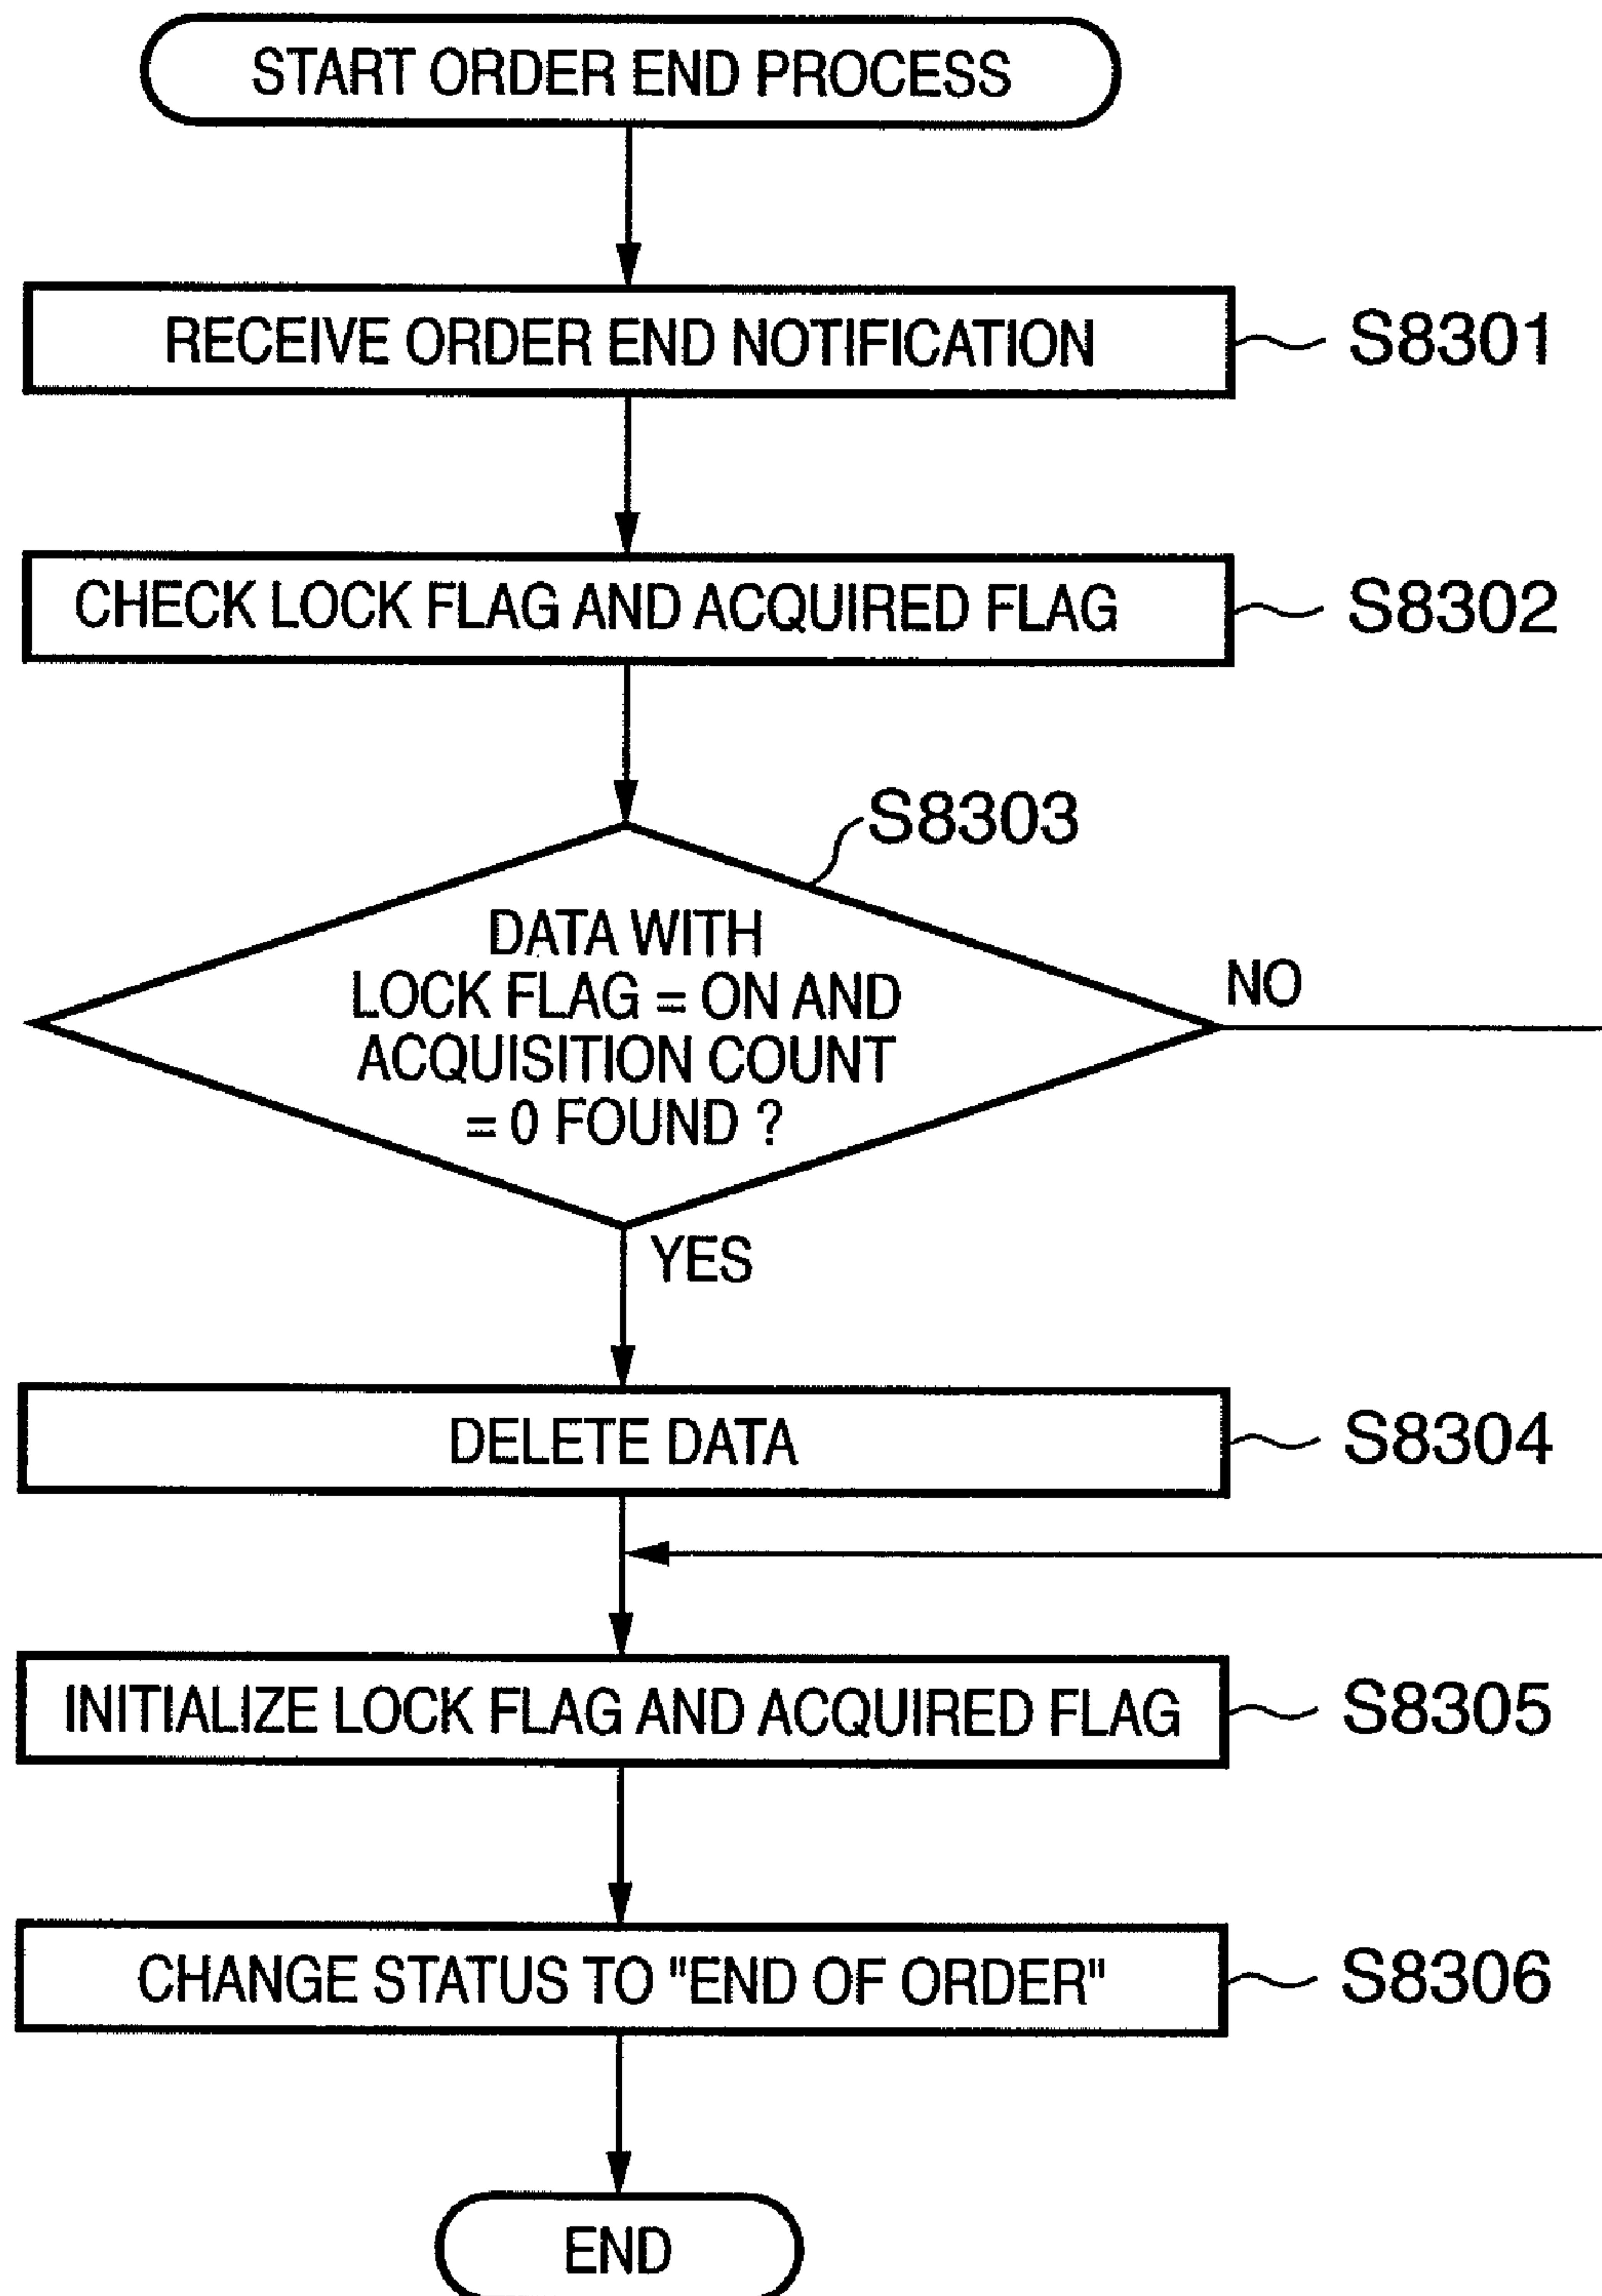 START ORDER END PROCESS
RECEIVE ORDER END NOTIFICATION
S8301
CHECK LOCK FLAG AND ACQUIRED FLAG
S8302
S8303
DATA WITH
LOCK FLAG = ON AND
ACQUISITION COUNT
= 0 FOUND ?
NO
YES
DELETE DATA
S8304
INITIALIZE LOCK FLAG AND ACQUIRED FLAG
S8305
CHANGE STATUS TO "END OF ORDER"
S8306
END